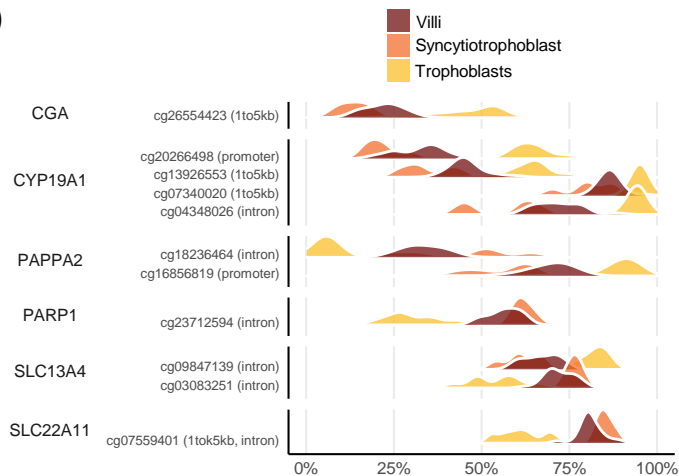 )
Villi
Syncytiotrophoblast
Trophoblasts
CGA
cg26554423 (1to5kb)
CYP19A1
cg20266498 (promoter)
cg13926553 (1to5kb)
cg07340020 (1to5kb)
cg04348026 (intron)
PAPPA2
cg18236464 (intron)
cg16856819 (promoter)
PARP1
cg23712594 (intron)
SLC13A4
cg09847139 (intron)
cg03083251 (intron)
SLC22A11
cg07559401 (1tok5kb, intron)
0% 25% 50% 75% 100%